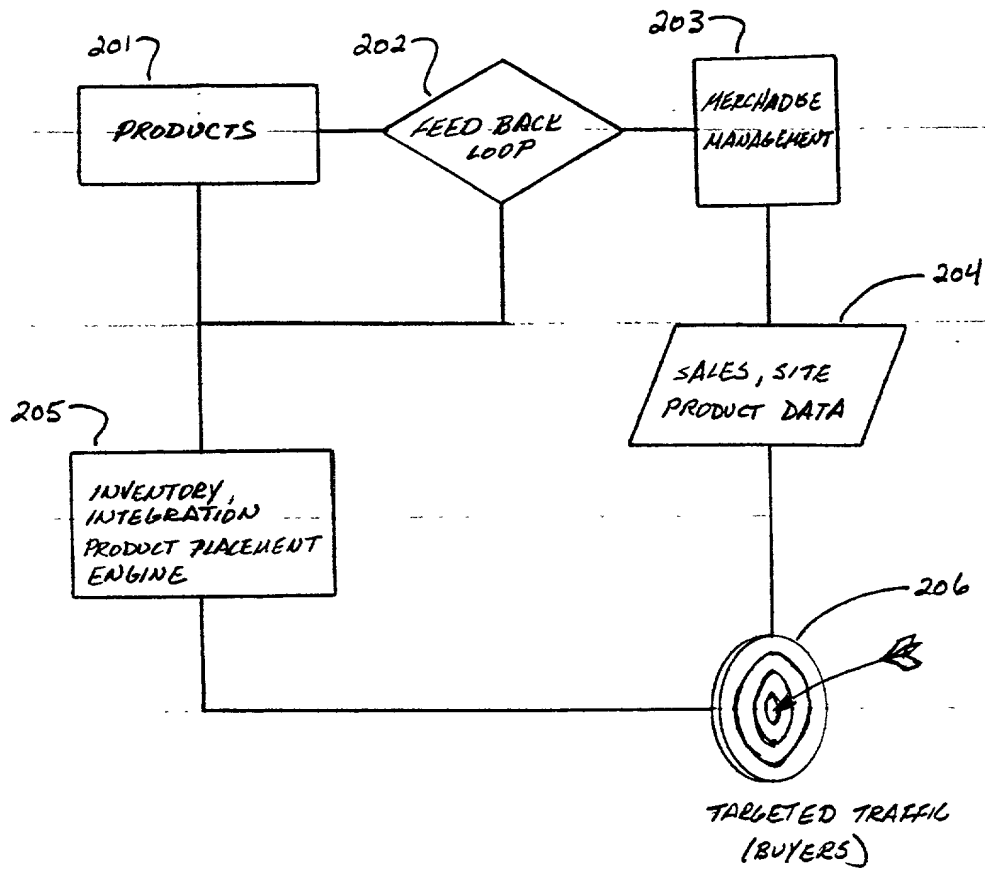 201
PRODUCTS
202
FEED BACK
LOOP
203
MERCHADISE
MANAGEMENT
204
SALES, SITE
PRODUCT DATA
205
INVENTORY,
INTEGRATION
PRODUCT PLACEMENT
ENGINE
206
TARGETED TRAFFIC
(BUYERS)